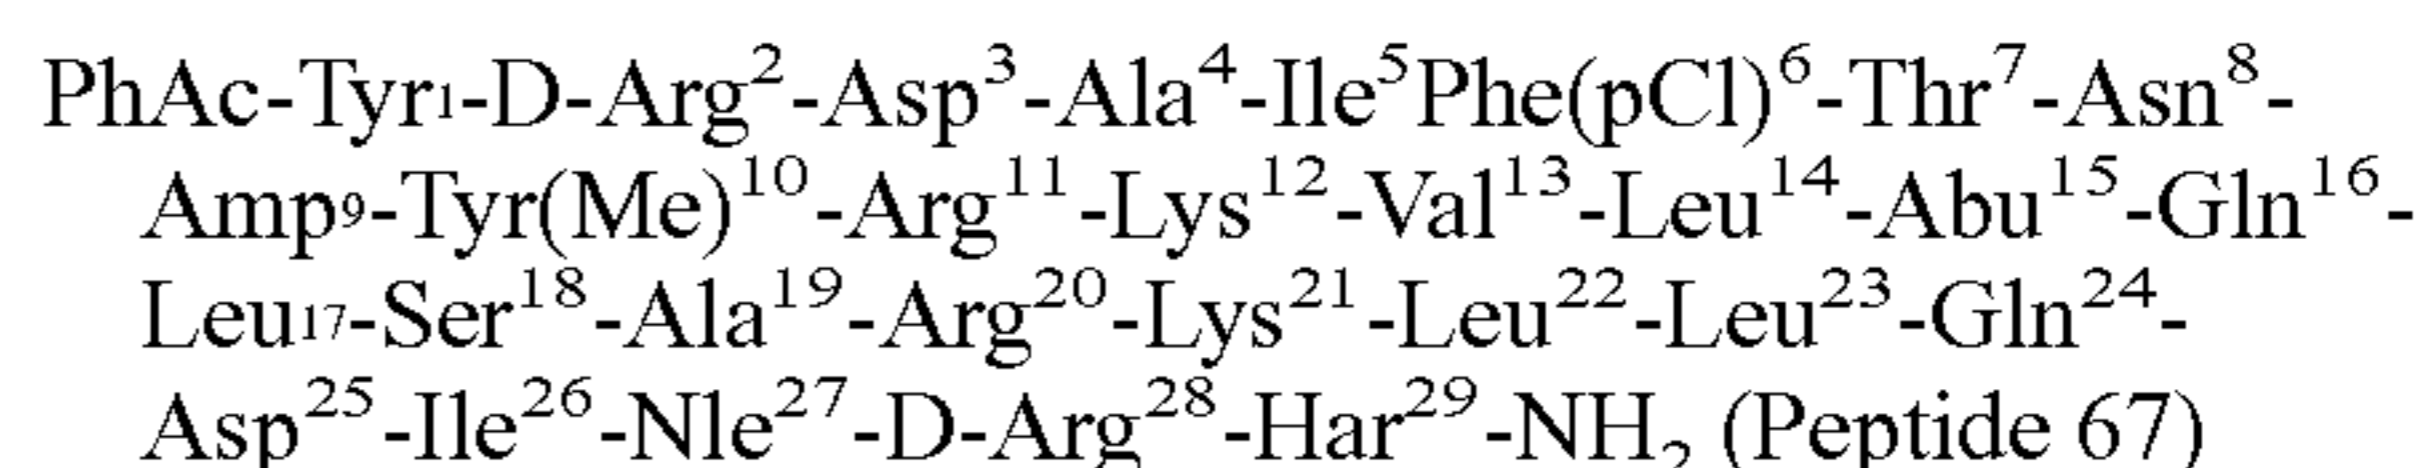 PhAc-Tyr1-D-Arg²-Asp³-Ala⁴-Ile⁵Phe(pCl)⁶-Thr⁷-Asn⁸-
Amp9-Tyr(Me)¹⁰-Arg¹¹-Lys¹²-Val¹³-Leu¹⁴-Abu¹⁵-Gln¹⁶-
Leu17-Ser¹⁸-Ala¹⁹-Arg²⁰-Lys²¹-Leu²²-Leu²³-Gln²⁴-
Asp²⁵-Ile²⁶-Nle²⁷-D-Arg²⁸-Har²⁹-NH₂ (Peptide 67)